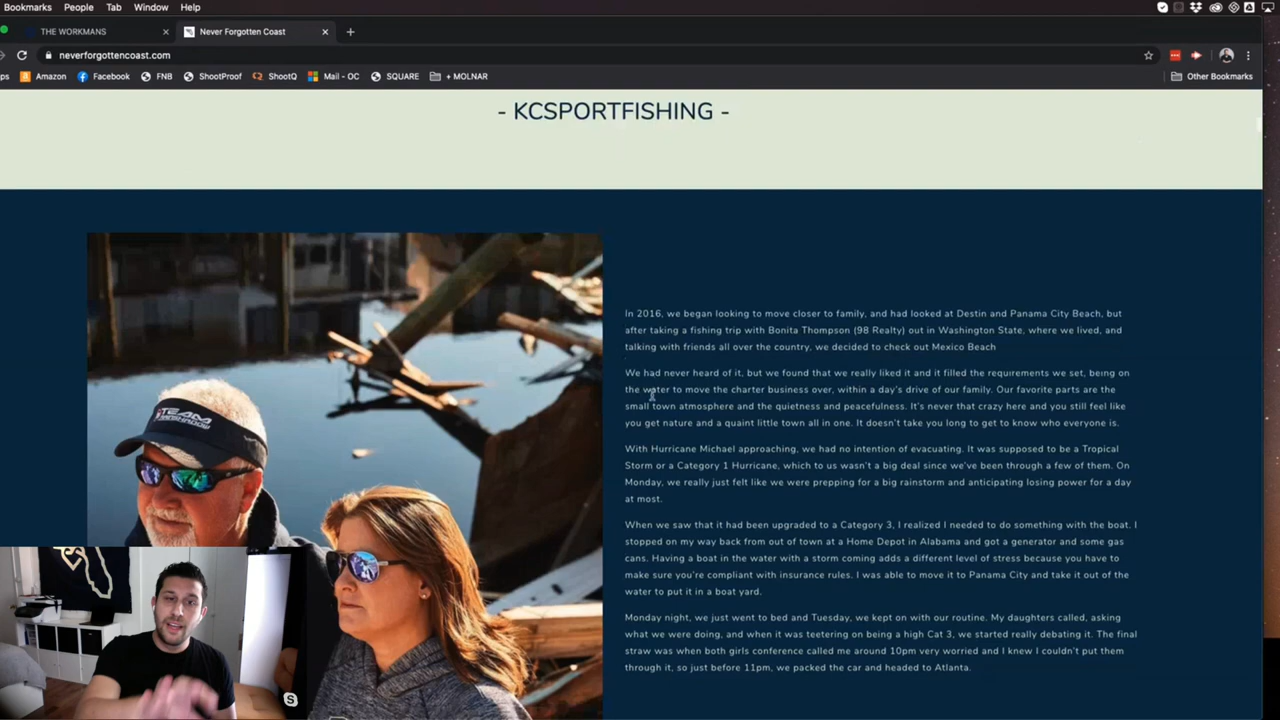 Bookmarks People Tab Window Help
THE WORKMANS Never Forgotten Coast
neverforgottencoast.com
ps Amazon Facebook FNB ShootProof ShootQ Mail - OC SQUARE + MOLNAR Other Bookmarks
- KCSPORTFISHING -
In 2016, we began looking to move closer to family, and had looked at Destin and Panama City Beach, but
after taking a fishing trip with Bonita Thompson (98 Realty) out in Washington State, where we lived, and
talking with friends all over the country, we decided to check out Mexico Beach
We had never heard of it, but we found that we really liked it and it filled the requirements we set, being on
the water to move the charter business over, within a day's drive of our family. Our favorite parts are the
small town atmosphere and the quietness and peacefulness. It's never that crazy here and you still feel like
you get nature and a quaint little town all in one. It doesn't take you long to get to know who everyone is.
With Hurricane Michael approaching, we had no intention of evacuating. It was supposed to be a Tropical
Storm or a Category 1 Hurricane, which to us wasn't a big deal since we've been through a few of them. On
Monday, we really just felt like we were prepping for a big rainstorm and anticipating losing power for a day
at most.
When we saw that it had been upgraded to a Category 3, I realized I needed to do something with the boat. I
stopped on my way back from out of town at a Home Depot in Alabama and got a generator and some gas
cans. Having a boat in the water with a storm coming adds a different level of stress because you have to
make sure you're compliant with insurance rules. I was able to move it to Panama City and take it out of the
water to put it in a boat yard.
Monday night, we just went to bed and Tuesday, we kept on with our routine. My daughters called, asking
what we were doing, and when it was teetering on being a high Cat 3, we started really debating it. The final
straw was when both girls conference called me around 10pm very worried and I knew I couldn't put them
through it, so just before 11pm, we packed the car and headed to Atlanta.
TEAM